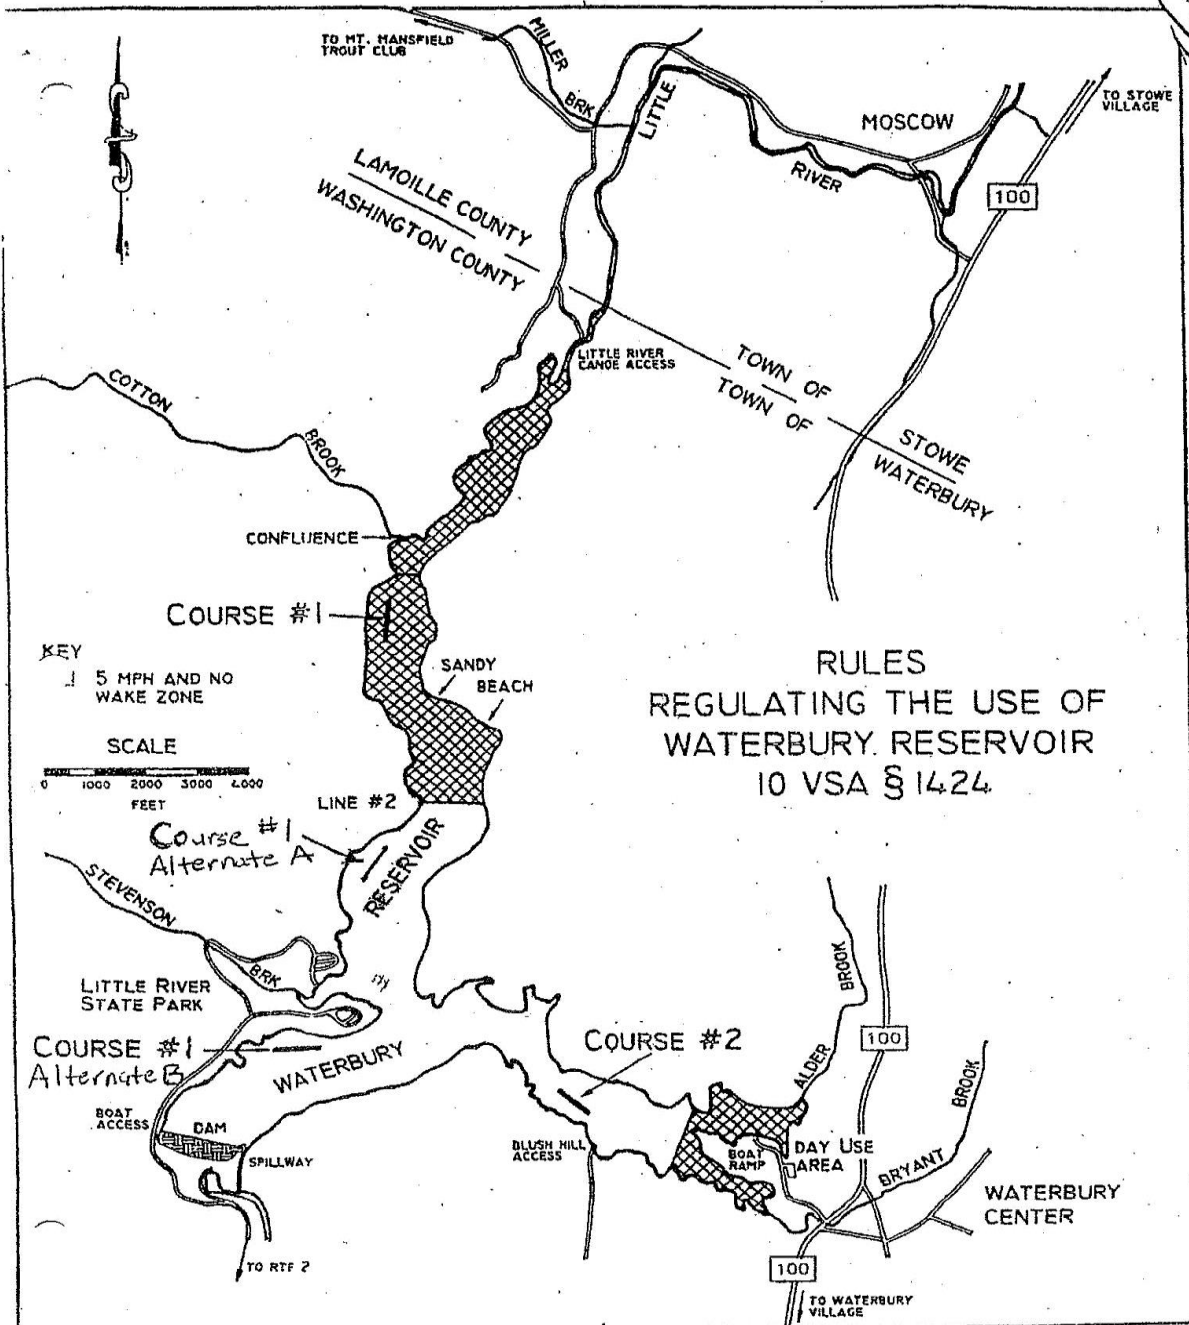 TO MT. MANSFIELD
TROUT CLUB
MILLER
BRK
LITTLE
RIVER
MOSCOW
TO STOWE
VILLAGE
100
LAMOILLE COUNTY
WASHINGTON COUNTY
LITTLE RIVER
CANOE ACCESS
TOWN OF
TOWN OF
STOWE
WATERBURY
COTTON
BROOK
CONFLUENCE
COURSE #1
KEY
5 MPH AND NO
WAKE ZONE
SANDY
BEACH
RULES
REGULATING THE USE OF
WATERBURY RESERVOIR
10 VSA § 1424
SCALE
0 1000 2000 3000 4000
FEET
LINE #2
Course #1
Alternate A
RESERVOIR
STEVENSON
BRK
LITTLE RIVER
STATE PARK
COURSE #1
Alternate B
WATERBURY
COURSE #2
BROOK
ALDER
100
BROOK
BOAT
ACCESS
DAM
SPILLWAY
BLUSH HILL
ACCESS
BOAT
RAMP
DAY USE
AREA
BRYANT
WATERBURY
CENTER
TO RTE 2
100
TO WATERBURY
VILLAGE